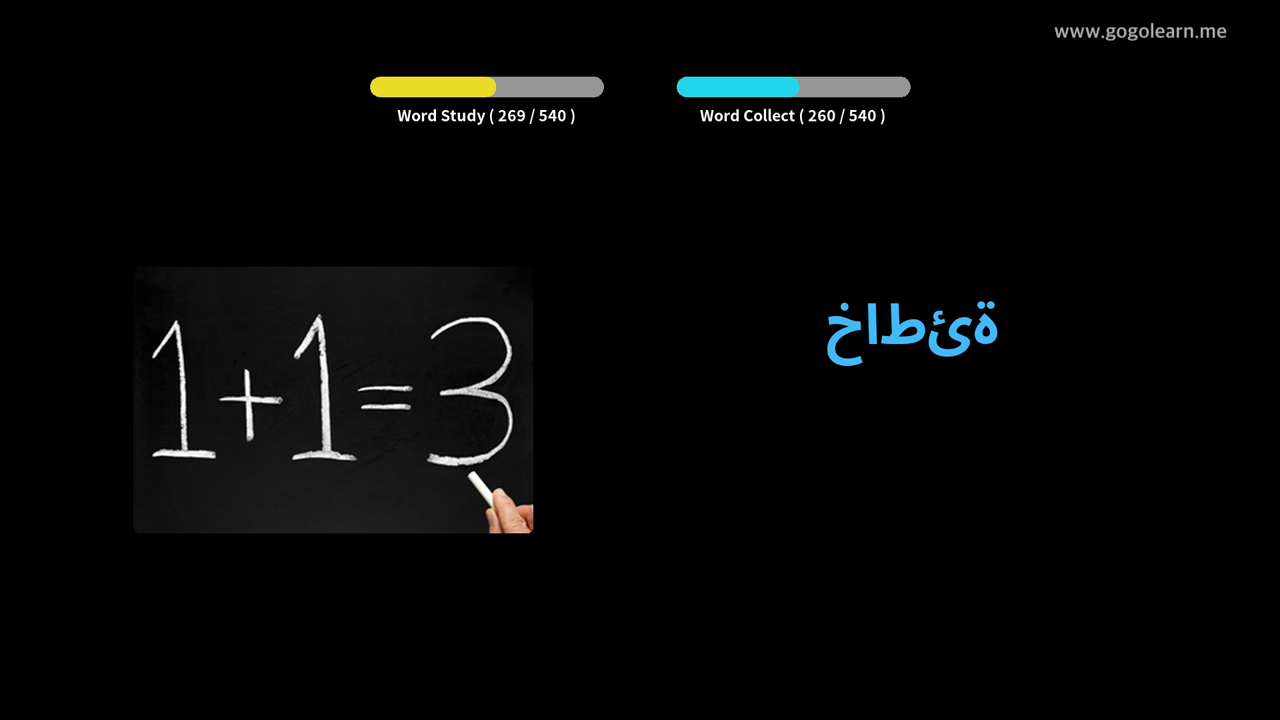 www.gogolearn.me
Word Study ( 269 / 540 )
Word Collect ( 260 / 540 )
1+1=3
خاطئة